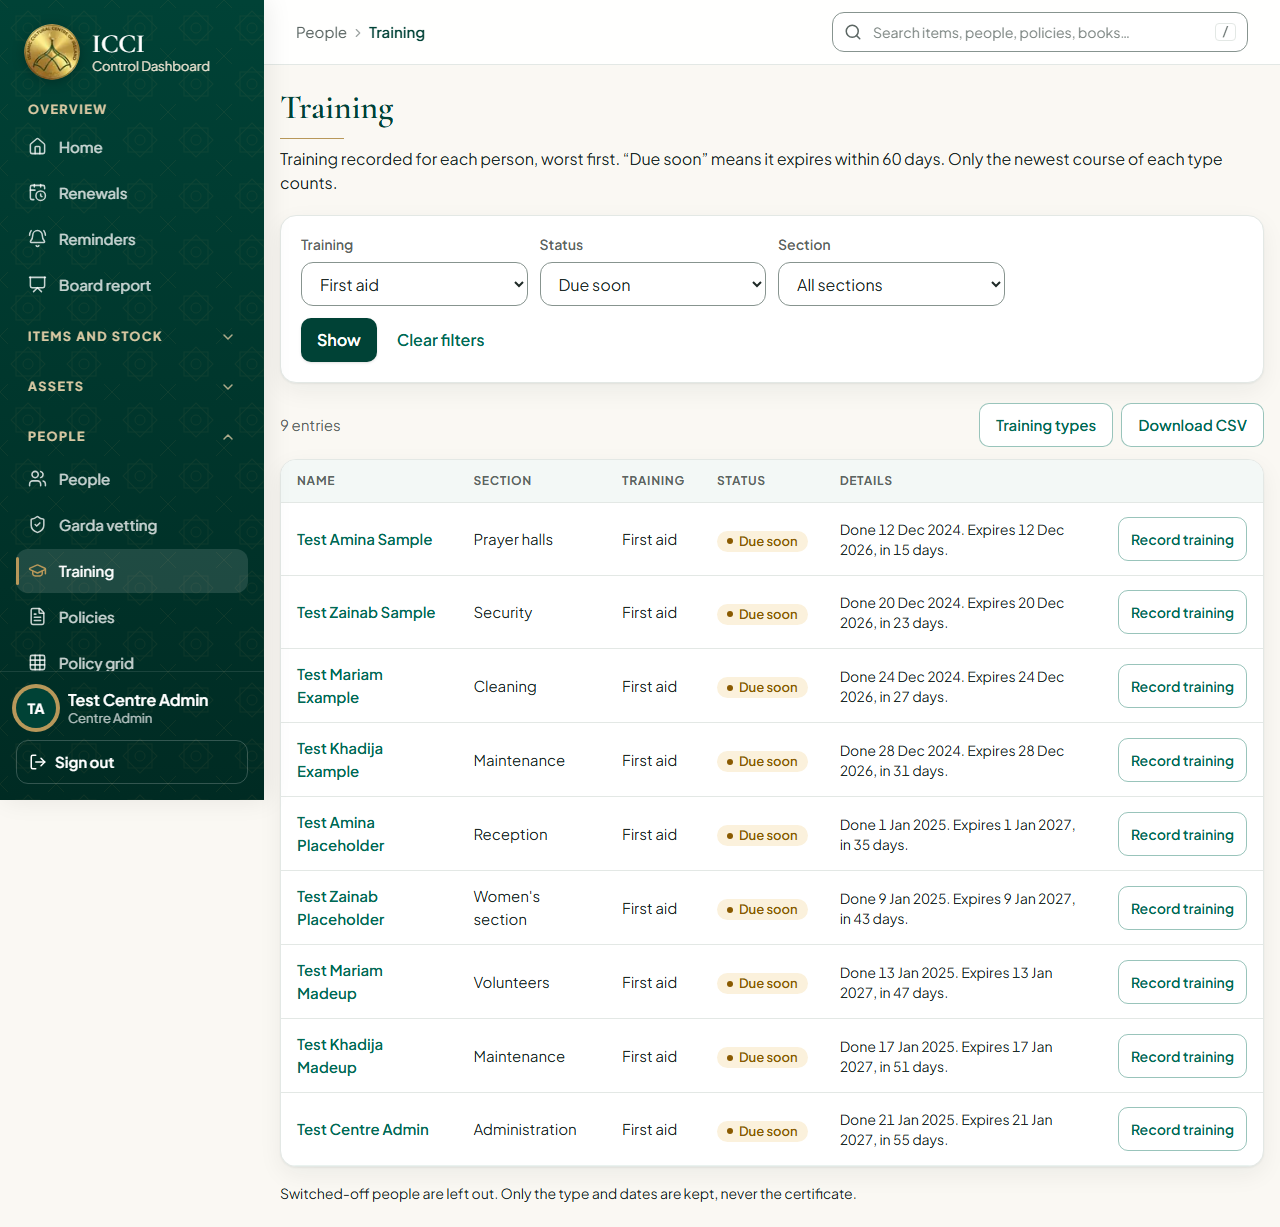 ICCI
Control Dashboard
OVERVIEW
Home
Renewals
Reminders
Board report
ITEMS AND STOCK
ASSETS
PEOPLE
People
Garda vetting
Training
Policies
Policy grid
TA
Test Centre Admin
Centre Admin
Sign out
People > Training
Search items, people, policies, books… /
Training
Training recorded for each person, worst first. “Due soon” means it expires within 60 days. Only the newest course of each type
counts.
Training Status Section
First aid Due soon All sections
Show Clear filters
9 entries Training types Download CSV
NAME SECTION TRAINING STATUS DETAILS
Test Amina Sample Prayer halls First aid Due soon Done 12 Dec 2024. Expires 12 Dec
2026, in 15 days. Record training
Test Zainab Sample Security First aid Due soon Done 20 Dec 2024. Expires 20 Dec
2026, in 23 days. Record training
Test Mariam
Example Cleaning First aid Due soon Done 24 Dec 2024. Expires 24 Dec
2026, in 27 days. Record training
Test Khadija
Example Maintenance First aid Due soon Done 28 Dec 2024. Expires 28 Dec
2026, in 31 days. Record training
Test Amina
Placeholder Reception First aid Due soon Done 1 Jan 2025. Expires 1 Jan 2027,
in 35 days. Record training
Test Zainab
Placeholder Women's
section First aid Due soon Done 9 Jan 2025. Expires 9 Jan 2027,
in 43 days. Record training
Test Mariam
Madeup Volunteers First aid Due soon Done 13 Jan 2025. Expires 13 Jan
2027, in 47 days. Record training
Test Khadija
Madeup Maintenance First aid Due soon Done 17 Jan 2025. Expires 17 Jan
2027, in 51 days. Record training
Test Centre Admin Administration First aid Due soon Done 21 Jan 2025. Expires 21 Jan
2027, in 55 days. Record training
Switched-off people are left out. Only the type and dates are kept, never the certificate.